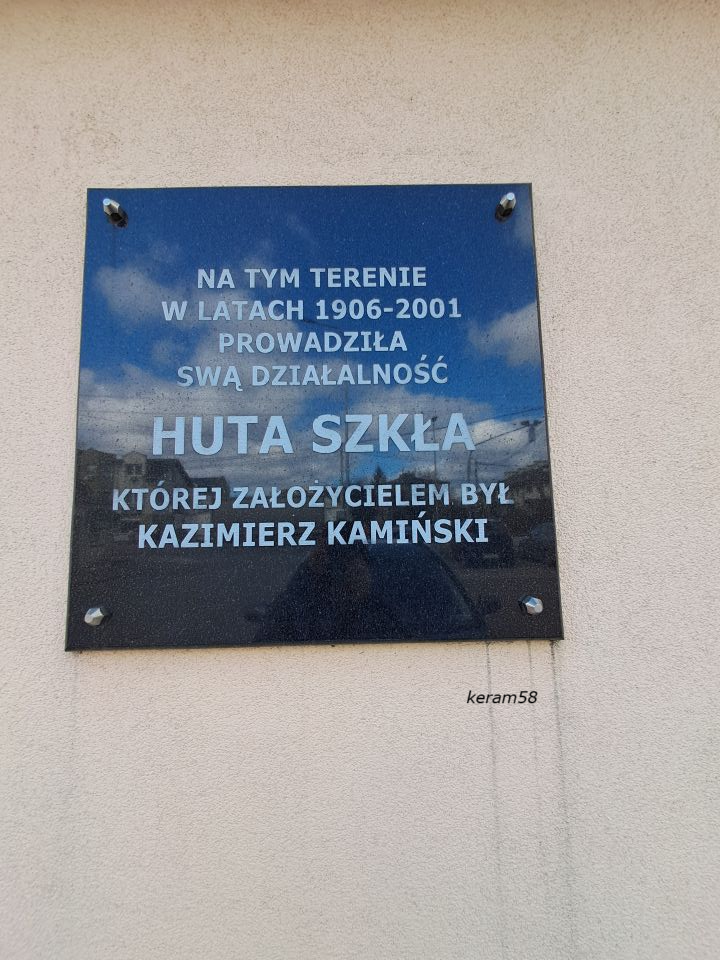 NA TYM TERENIE
W LATACH 1906-2001
PROWADZIŁA
SWĄ DZIAŁALNOŚĆ
HUTA SZKŁA
KTÓREJ ZAŁOŻYCIELEM BYŁ
KAZIMIERZ KAMIŃSKI
keram58